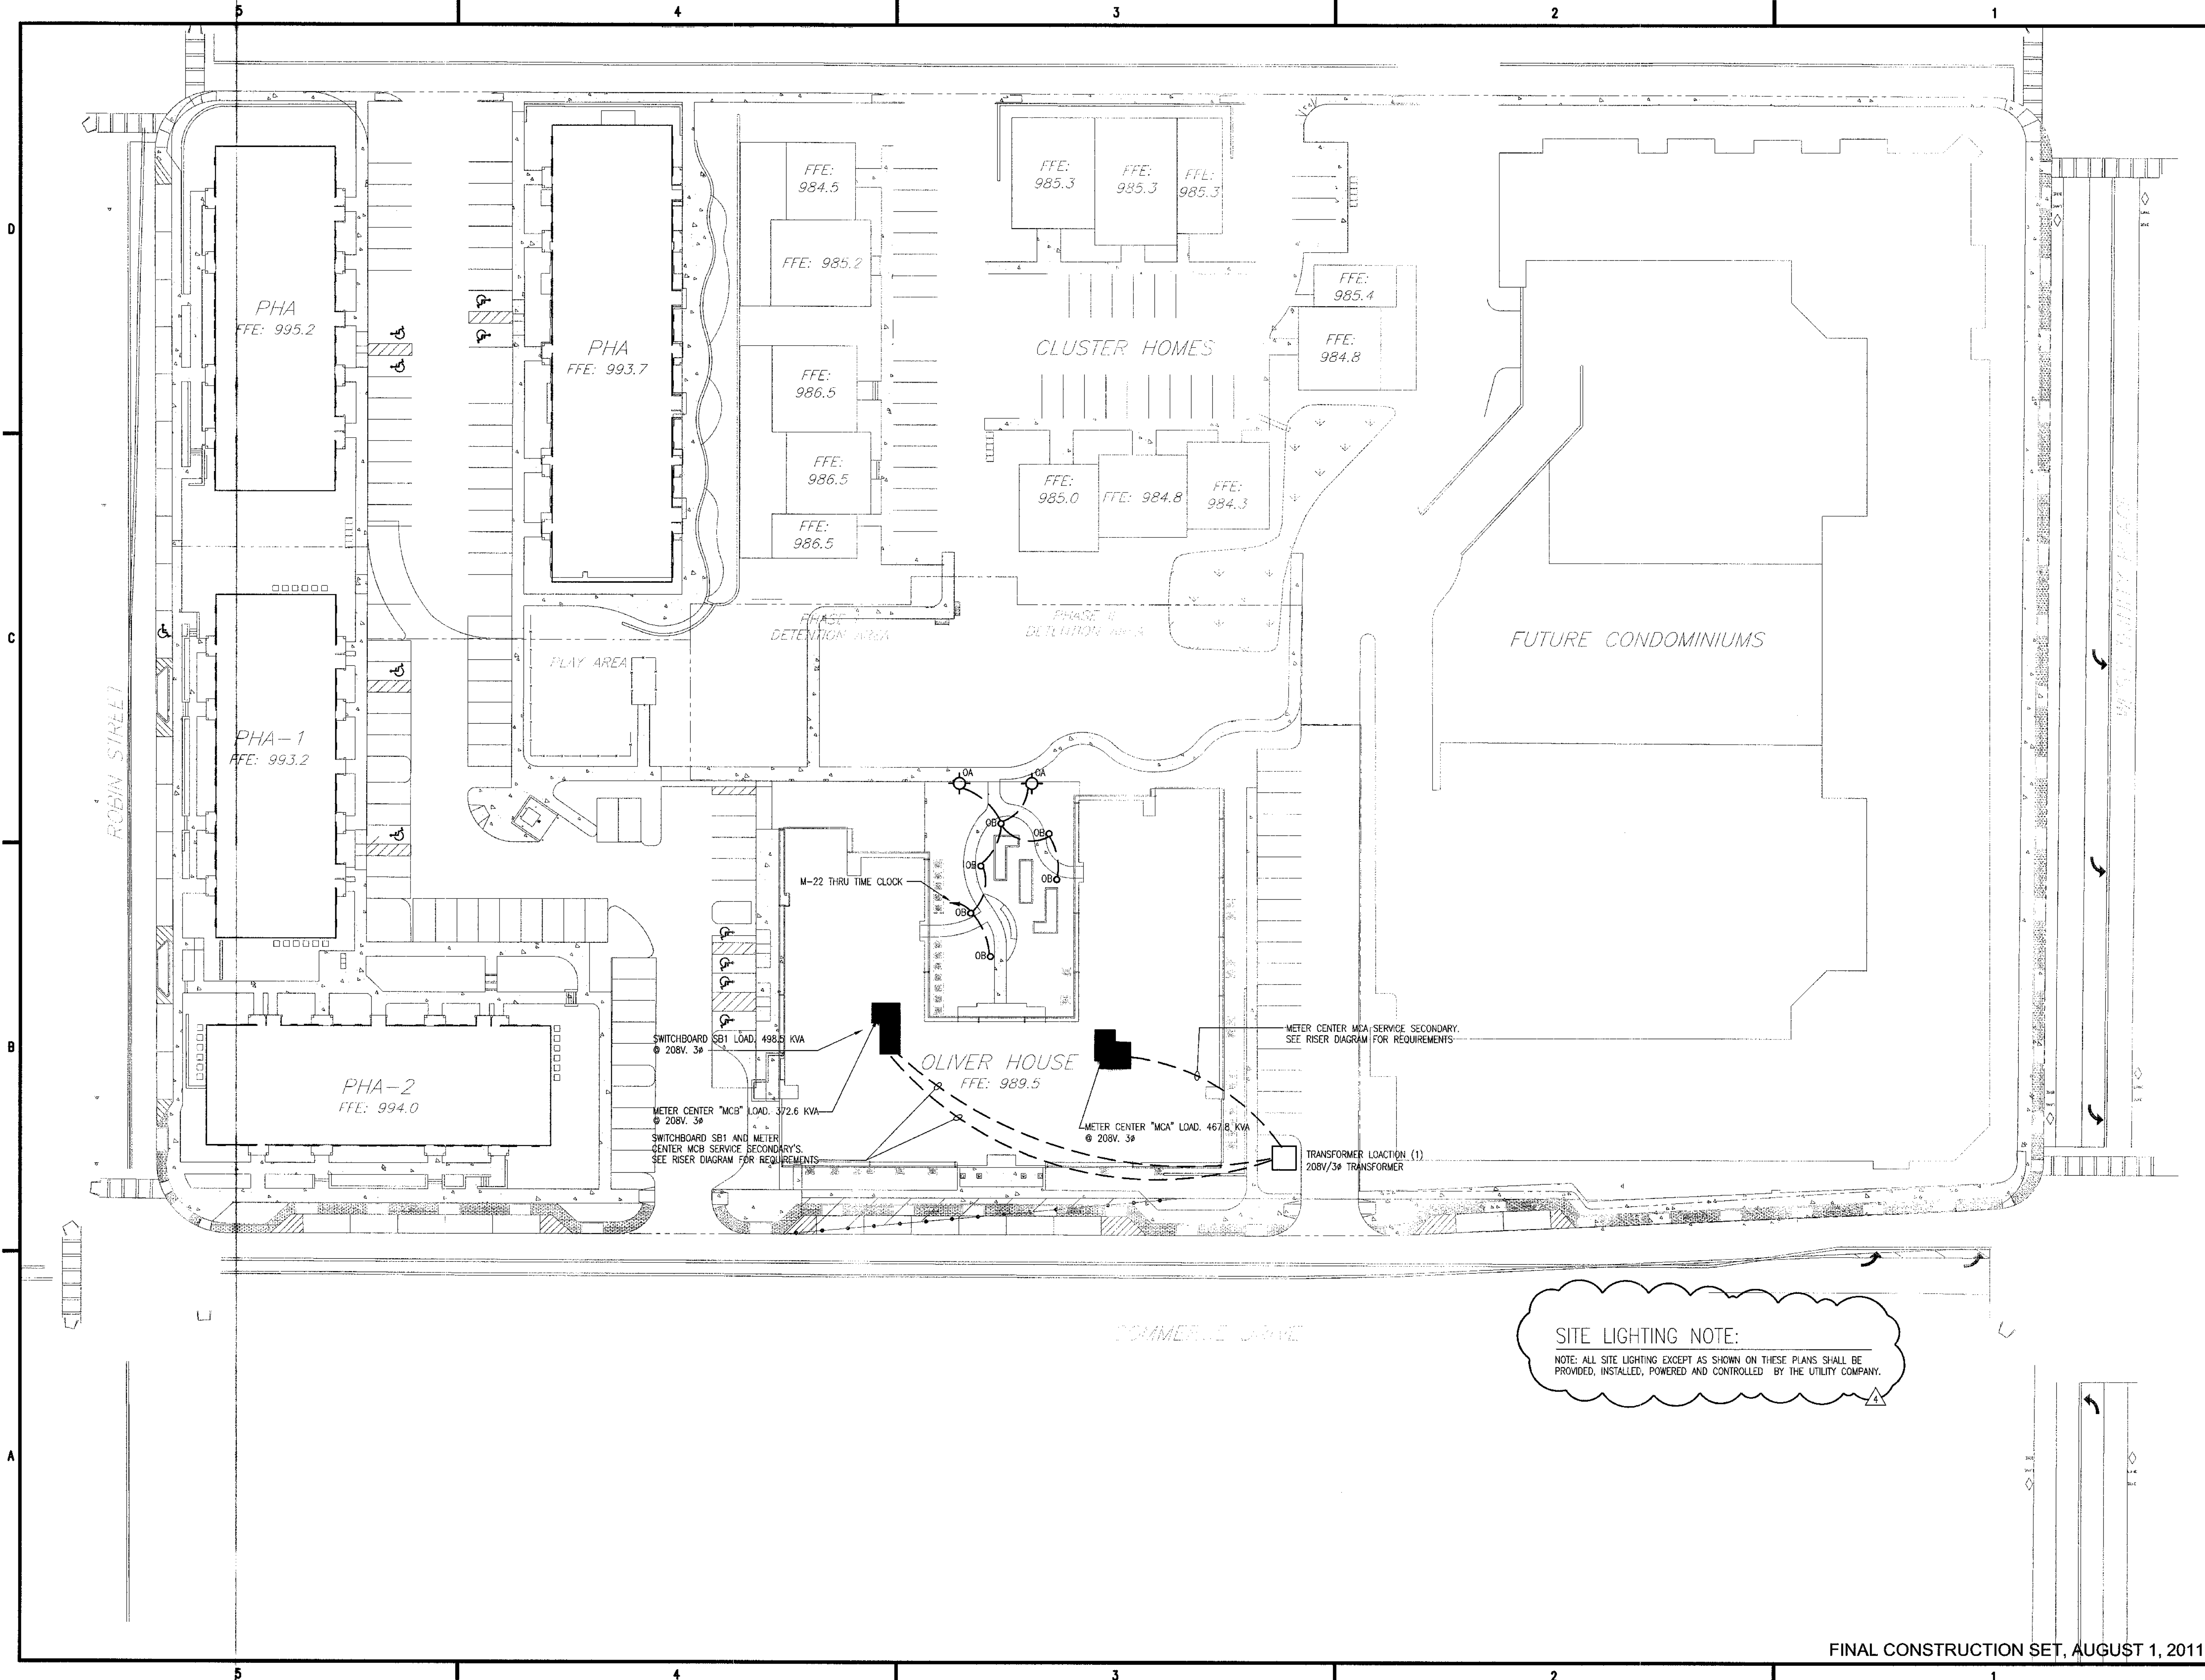 5 4 3 2 1
D
C
B
A
PHA
FFE: 995.2
PHA
FFE: 993.7
FFE:
984.5
FFE: 985.2
FFE:
986.5
FFE:
986.5
FFE:
986.5
FFE:
985.3
FFE:
985.3
FFE:
985.3
FFE:
985.4
FFE:
984.8
CLUSTER HOMES
FFE:
985.0
FFE: 984.8
FFE:
984.3
PHASE
DETENTION AREA
PHASE
DETENTION AREA
PLAY AREA
FUTURE CONDOMINIUMS
ROBIN STREET
PHA-1
FFE: 993.2
OA
OA
OB
OB
OB
OB
OB
OB
M-22 THRU TIME CLOCK
SWITCHBOARD SB1 LOAD. 498.5 KVA
@ 208V. 3ø
METER CENTER MCA SERVICE SECONDARY.
SEE RISER DIAGRAM FOR REQUIREMENTS
OLIVER HOUSE
FFE: 989.5
PHA-2
FFE: 994.0
METER CENTER "MCB" LOAD. 372.6 KVA
@ 208V. 3ø
SWITCHBOARD SB1 AND METER
CENTER MCB SERVICE SECONDARY'S.
SEE RISER DIAGRAM FOR REQUIREMENTS
METER CENTER "MCA" LOAD. 467.8 KVA
@ 208V. 3ø
TRANSFORMER LOACTION (1)
208V/3ø TRANSFORMER
COMMERCE DRIVE
SITE LIGHTING NOTE:
NOTE: ALL SITE LIGHTING EXCEPT AS SHOWN ON THESE PLANS SHALL BE
PROVIDED, INSTALLED, POWERED AND CONTROLLED BY THE UTILITY COMPANY.
4
FINAL CONSTRUCTION SET, AUGUST 1, 2011
5 4 3 2 1